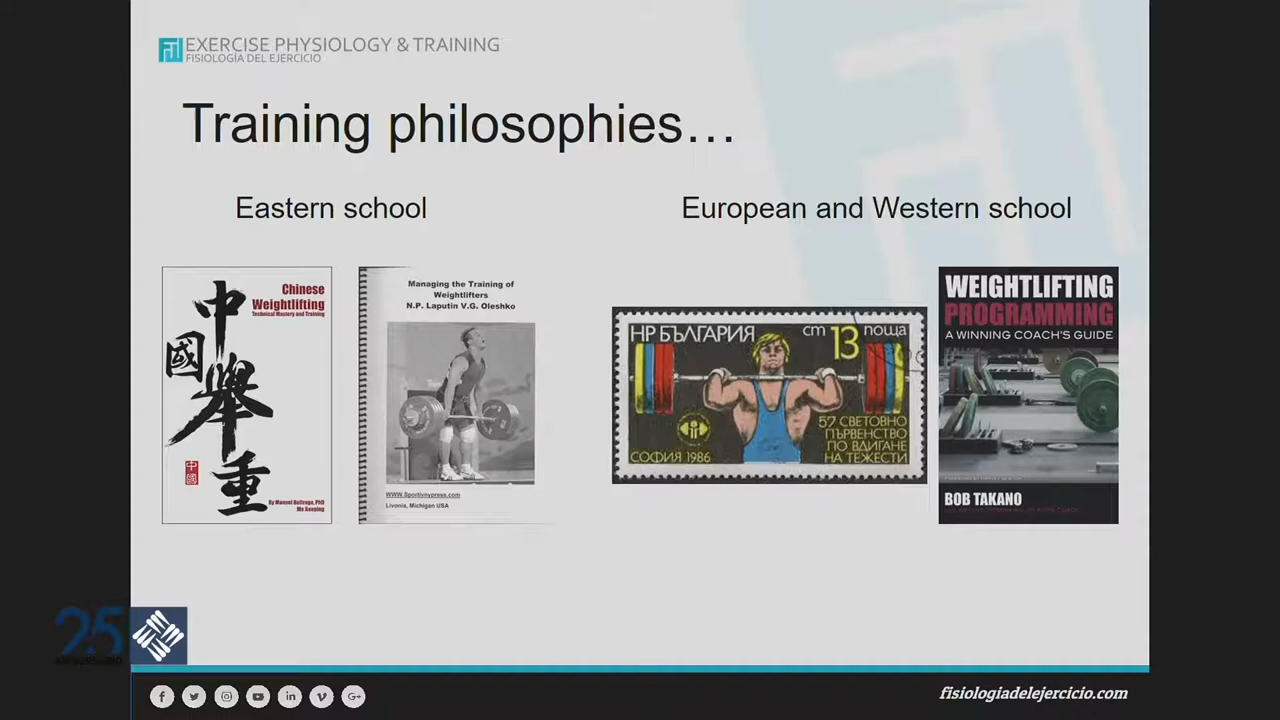 EXERCISE PHYSIOLOGY & TRAINING
FISIOLOGÍA DEL EJERCICIO
Training philosophies…
Eastern school
European and Western school
Chinese
Weightlifting
Technical Mastery and Training
中
國
舉
重
中
國
By Manuel Buitrago, PhD
Ma Jianping
Managing the Training of
Weightlifters
N.P. Laputin V.G. Oleshko
WWW.Sportivnypress.com
Livonia, Michigan USA
НР БЪЛГАРИЯ
ст 13 поща
57 СВЕТОВНО
ПЪРВЕНСТВО
ПО ВДИГАНЕ
НА ТЕЖЕСТИ
СОФИЯ 1986
WEIGHTLIFTING
PROGRAMMING
A WINNING COACH'S GUIDE
BOB TAKANO
25
fisiologiadelejercicio.com